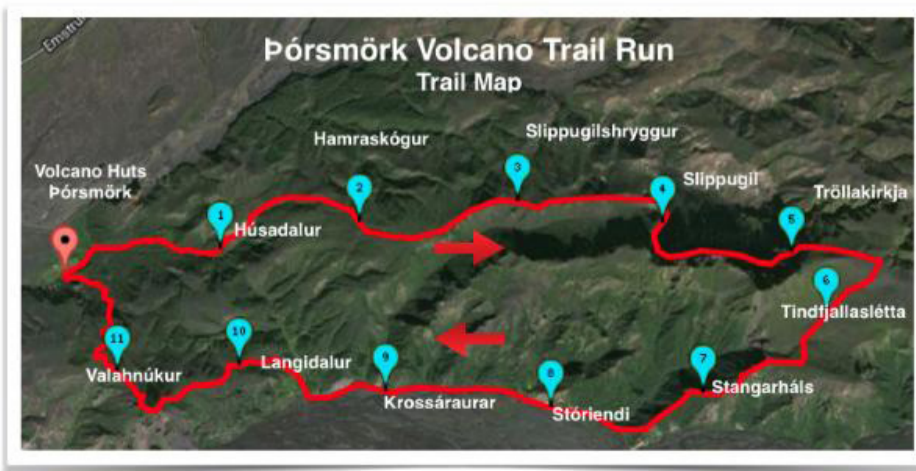 Emstrur
Þórsmörk Volcano Trail Run
Trail Map
Hamraskógur
Slippugilshryggur
Volcano Huts
Þórsmörk
Slippugil
Tröllakirkja
3
2
4
1
Húsadalur
5
6
Tindfjallaslétta
11
Valahnúkur
10
Langidalur
9
Krossáraurar
8
Stóriendi
7
Stangarháls